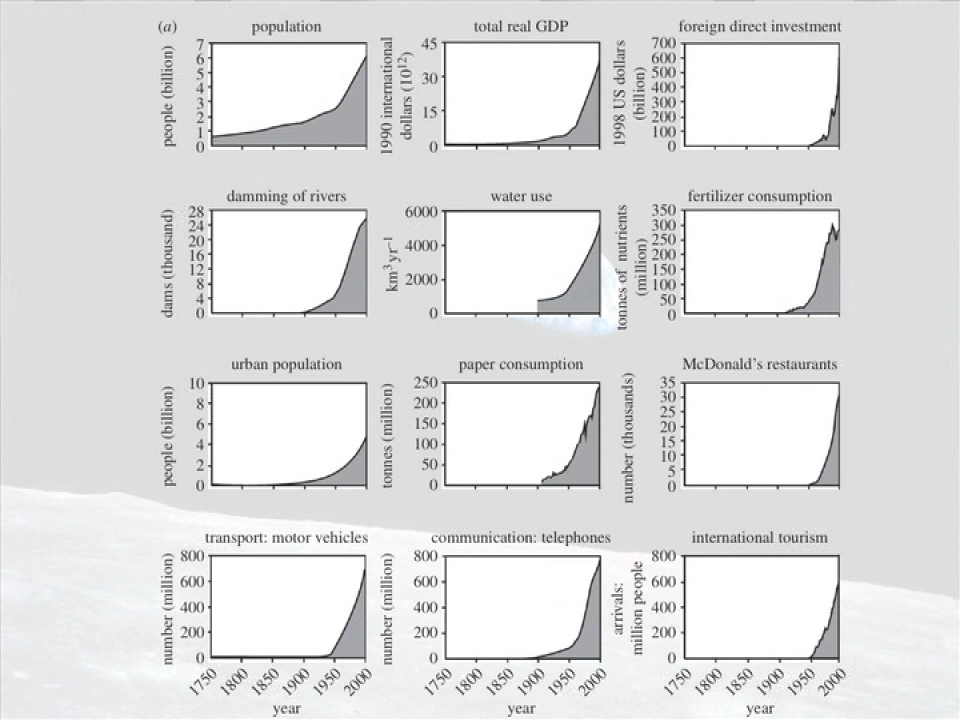 (a)
population
total real GDP
foreign direct investment
people (billion)
7
6
5
4
3
2
1
0
1990 international
dollars (10¹²)
45
30
15
0
1998 US dollars
(billion)
700
600
500
400
300
200
100
0
damming of rivers
water use
fertilizer consumption
dams (thousand)
28
24
20
16
12
8
4
0
km³ yr⁻¹
6000
4000
2000
0
tonnes of nutrients
(million)
350
300
250
200
150
100
50
0
urban population
paper consumption
McDonald's restaurants
people (billion)
10
8
6
4
2
0
tonnes (million)
250
200
150
100
50
0
number (thousands)
35
30
25
20
15
10
5
0
transport: motor vehicles
communication: telephones
international tourism
number (million)
800
600
400
200
0
number (million)
800
600
400
200
0
arrivals:
million people
800
600
400
200
0
1750 1800 1850 1900 1950 2000
1750 1800 1850 1900 1950 2000
1750 1800 1850 1900 1950 2000
year
year
year